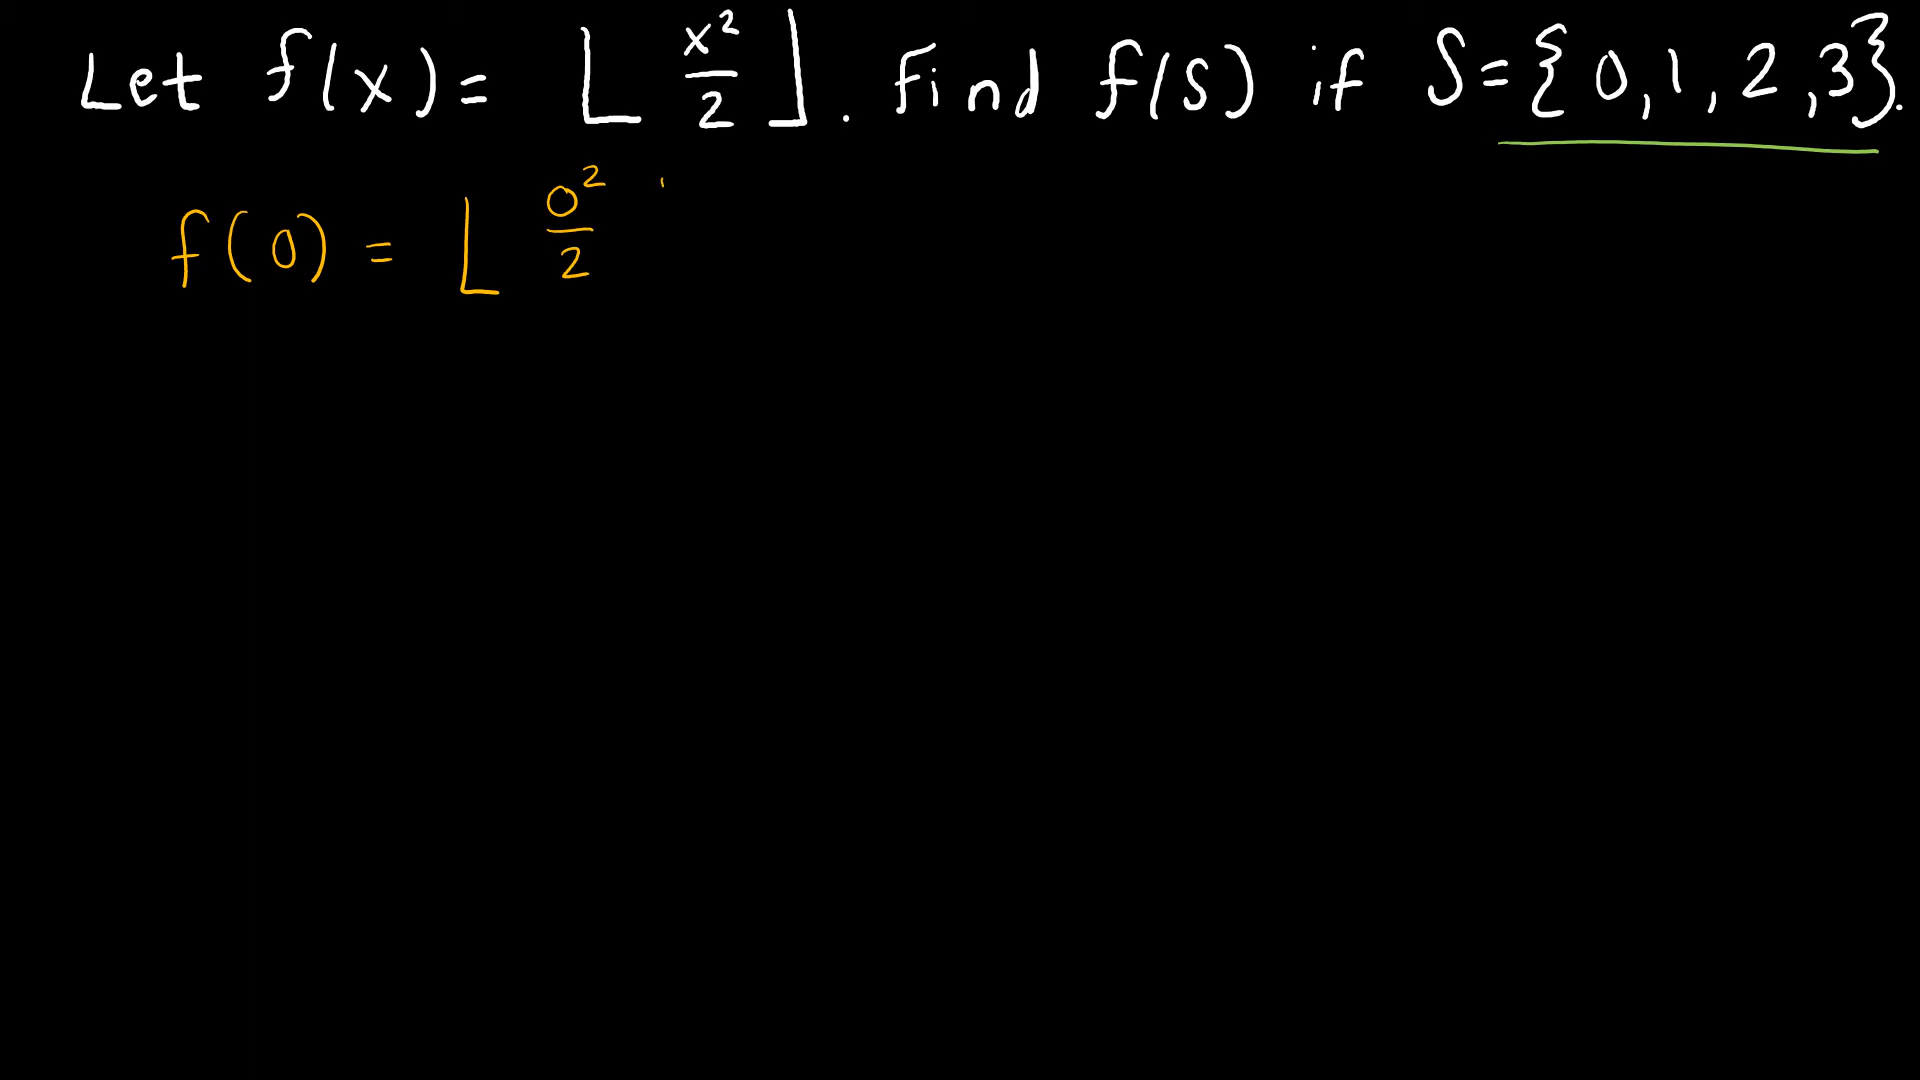 Let f(x) = ⌊ x²/2 ⌋. Find f(S) if S = { 0, 1, 2, 3 }.
f(0) = ⌊ 0²/2